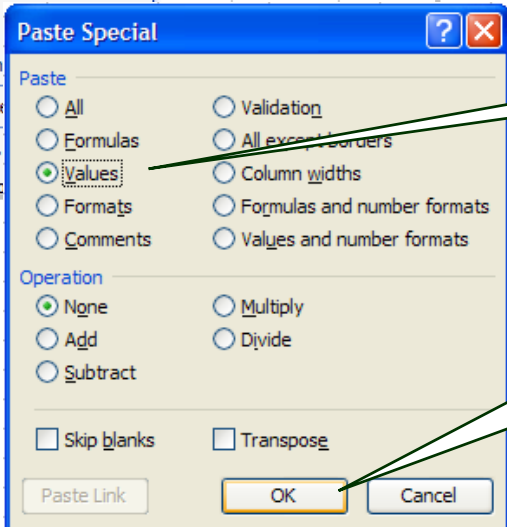 Paste Special
Paste
All
Validation
Formulas
All except borders
Values
Column widths
Formats
Formulas and number formats
Comments
Values and number formats
Operation
None
Multiply
Add
Divide
Subtract
Skip blanks
Transpose
Paste Link
OK
Cancel